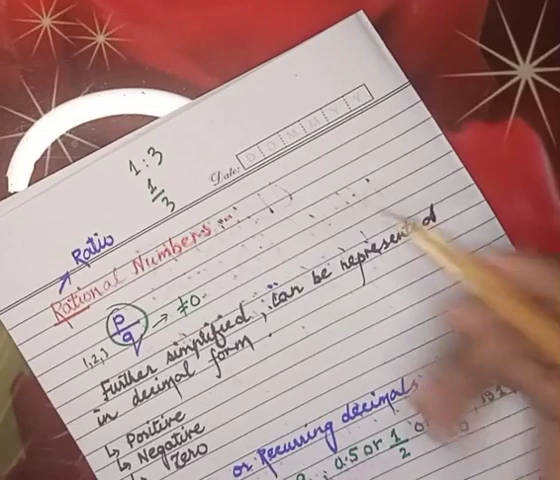 1:3
1/3
Date: D D M M Y Y
Ratio
Rational Numbers :-
p/q → ≠0.
1,2,3
Further simplified; can be represented
in decimal form.
↳ Positive
↳ Negative
↳ Zero
or Recurring decimals
0.5 or 1/2 or